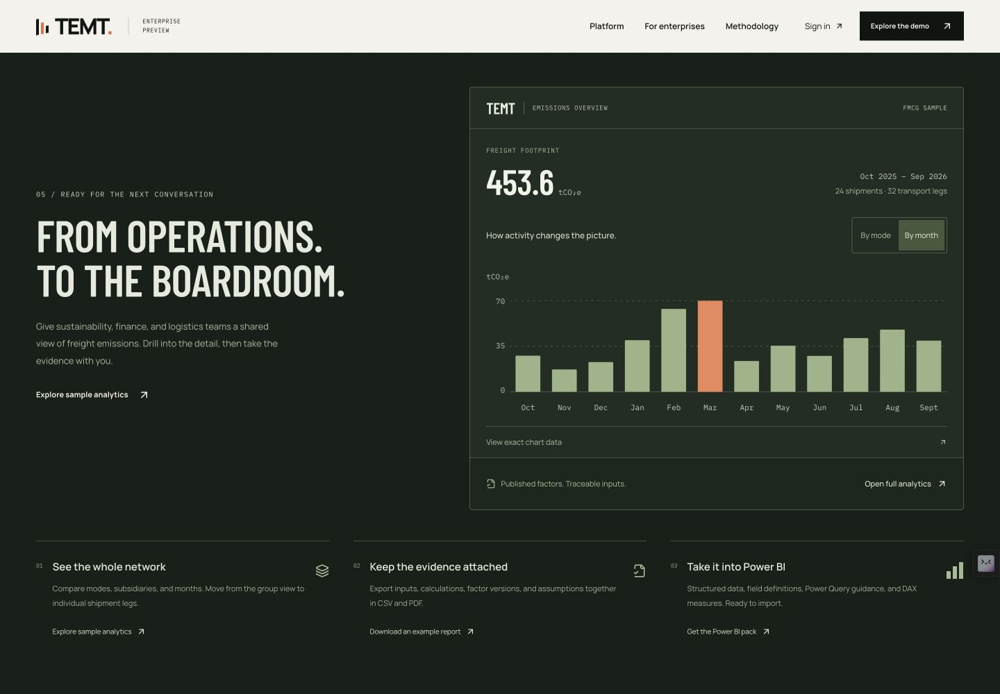 TEMT.
ENTERPRISE
PREVIEW
Platform
For enterprises
Methodology
Sign in
Explore the demo
05 / READY FOR THE NEXT CONVERSATION
FROM OPERATIONS.
TO THE BOARDROOM.
Give sustainability, finance, and logistics teams a shared
view of freight emissions. Drill into the detail, then take the
evidence with you.
Explore sample analytics
TEMT
EMISSIONS OVERVIEW
FMCG SAMPLE
FREIGHT FOOTPRINT
453.6 tCO₂e
Oct 2025 – Sep 2026
24 shipments · 32 transport legs
How activity changes the picture.
By mode
By month
tCO₂e
70
35
0
Oct Nov Dec Jan Feb Mar Apr May Jun Jul Aug Sept
View exact chart data
Published factors. Traceable inputs.
Open full analytics
01 See the whole network
Compare modes, subsidiaries, and months. Move from the group view to
individual shipment legs.
Explore sample analytics
02 Keep the evidence attached
Export inputs, calculations, factor versions, and assumptions together
in CSV and PDF.
Download an example report
03 Take it into Power BI
Structured data, field definitions, Power Query guidance, and DAX
measures. Ready to import.
Get the Power BI pack